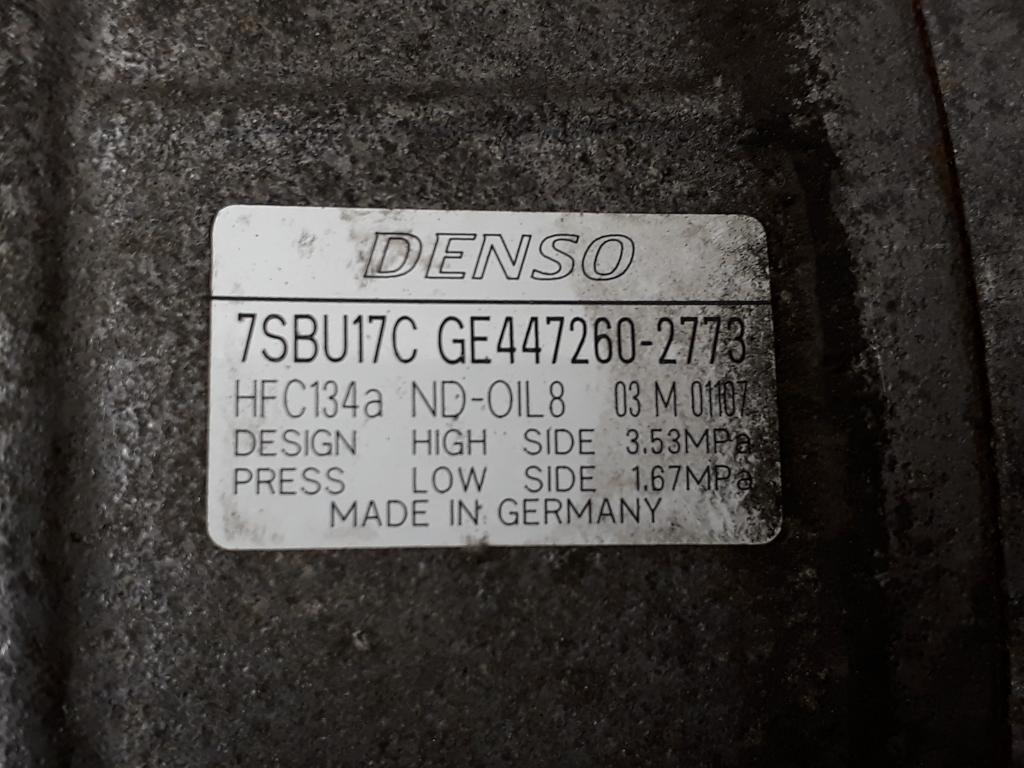 DENSO
7SBU17C GE447260-2773
HFC134a ND-OIL8 03 M 01107
DESIGN HIGH SIDE 3.53MPa
PRESS LOW SIDE 1.67MPa
MADE IN GERMANY